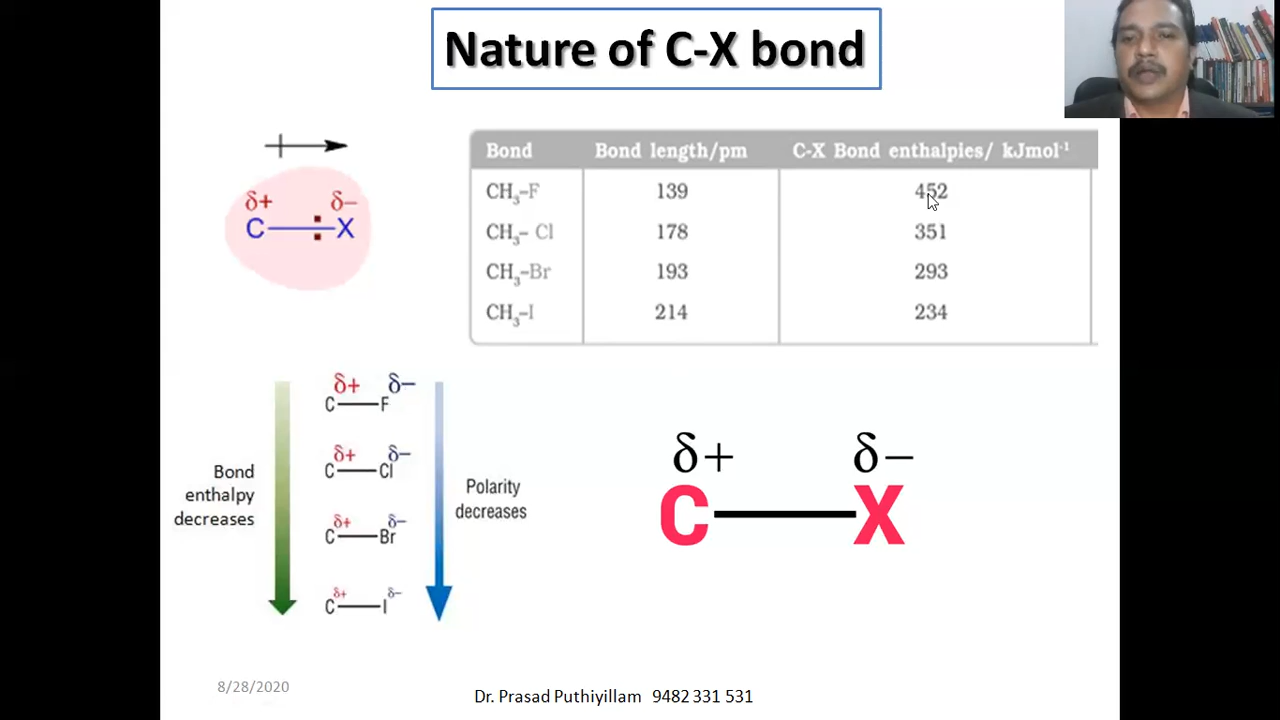 Nature of C-X bond
δ+ δ−
C X
Bond Bond length/pm C-X Bond enthalpies/ kJmol⁻¹
CH₃–F 139 452
CH₃– Cl 178 351
CH₃–Br 193 293
CH₃–I 214 234
δ+ δ−
C F
δ+ δ−
C Cl
δ+ δ−
C Br
δ+ δ−
C I
Bond
enthalpy
decreases
Polarity
decreases
δ+ δ−
C X
8/28/2020
Dr. Prasad Puthiyillam 9482 331 531